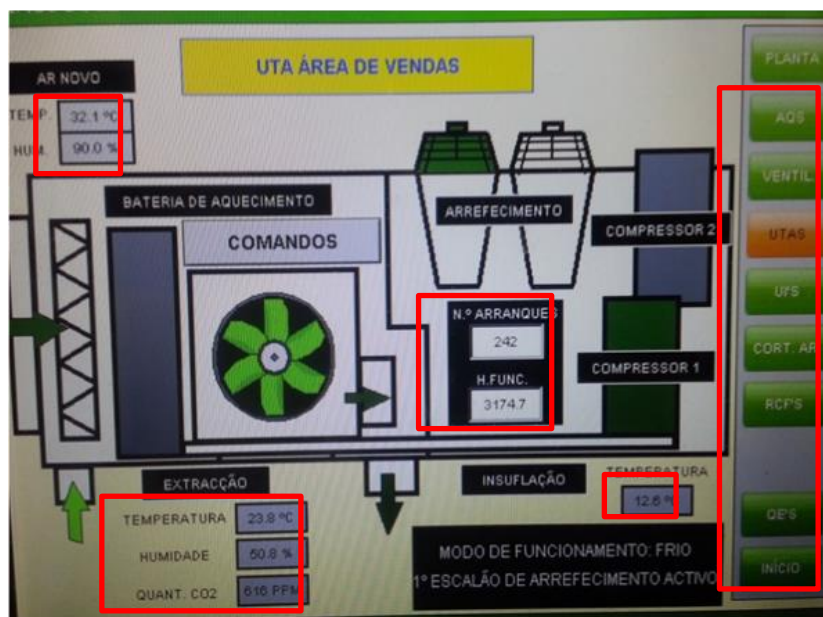 UTA ÁREA DE VENDAS
AR NOVO
TEMP. 32.1 ºC
HUM. 90.0 %
BATERIA DE AQUECIMENTO
COMANDOS
ARREFECIMENTO
COMPRESSOR 2
N.º ARRANQUES
242
H.FUNC.
3174.7
COMPRESSOR 1
EXTRACÇÃO
TEMPERATURA 23.8 ºC
HUMIDADE 50.8 %
QUANT. CO2 616 PPM
INSUFLAÇÃO
TEMPERATURA
12.6 ºC
MODO DE FUNCIONAMENTO: FRIO
1º ESCALÃO DE ARREFECIMENTO ACTIVO
PLANTA
AQS
VENTIL.
UTAS
UI'S
CORT. AR
RCF'S
QE'S
INÍCIO